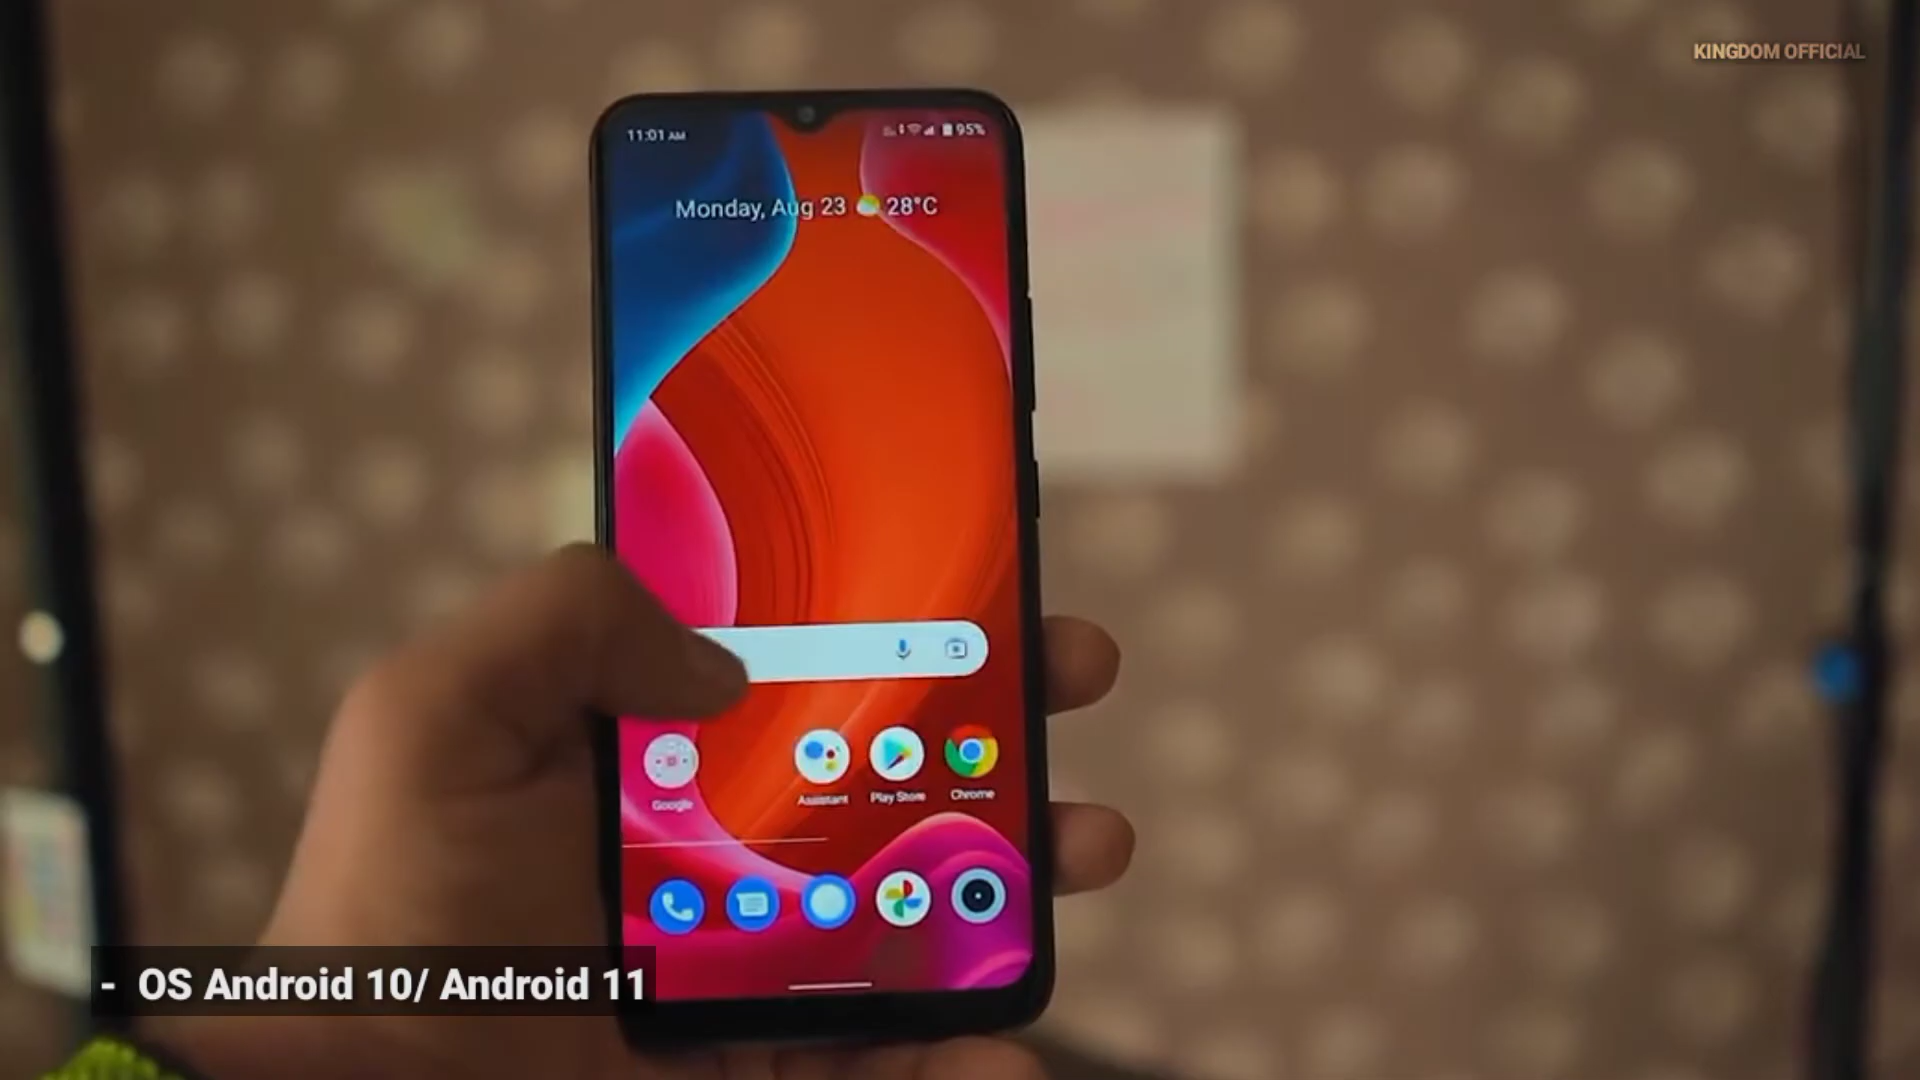 KINGDOM OFFICIAL
11:01 AM
95%
Monday, Aug 23 28°C
Google Assistant Play Store Chrome
- OS Android 10/ Android 11